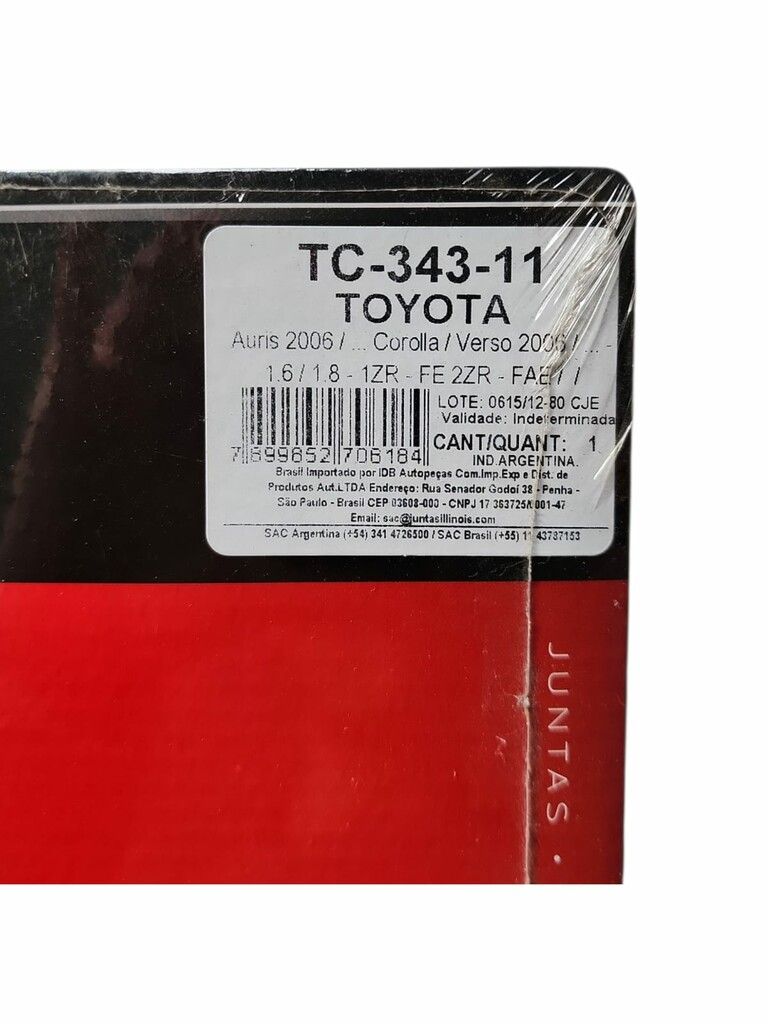 TC-343-11
TOYOTA
Auris 2006 / ... Corolla / Verso 2006 / ... -
1.6 / 1.8 - 1ZR - FE 2ZR - FAE / /
LOTE: 0615/12-80 CJE
Validade: Indeterminada
7 899652 706184
CANT/QUANT: 1
IND.ARGENTINA.
Brasil Importado por IDB Autopeças Com.Imp.Exp e Dist. de
Produtos Aut.LTDA Endereço: Rua Senador Godoi 38 - Penha -
São Paulo - Brasil CEP 03608-000 - CNPJ 17 363725/0001-47
Email: sac@juntasillinois.com
SAC Argentina (+54) 341 4726500 / SAC Brasil (+55) 11 43787153
JUNTAS •